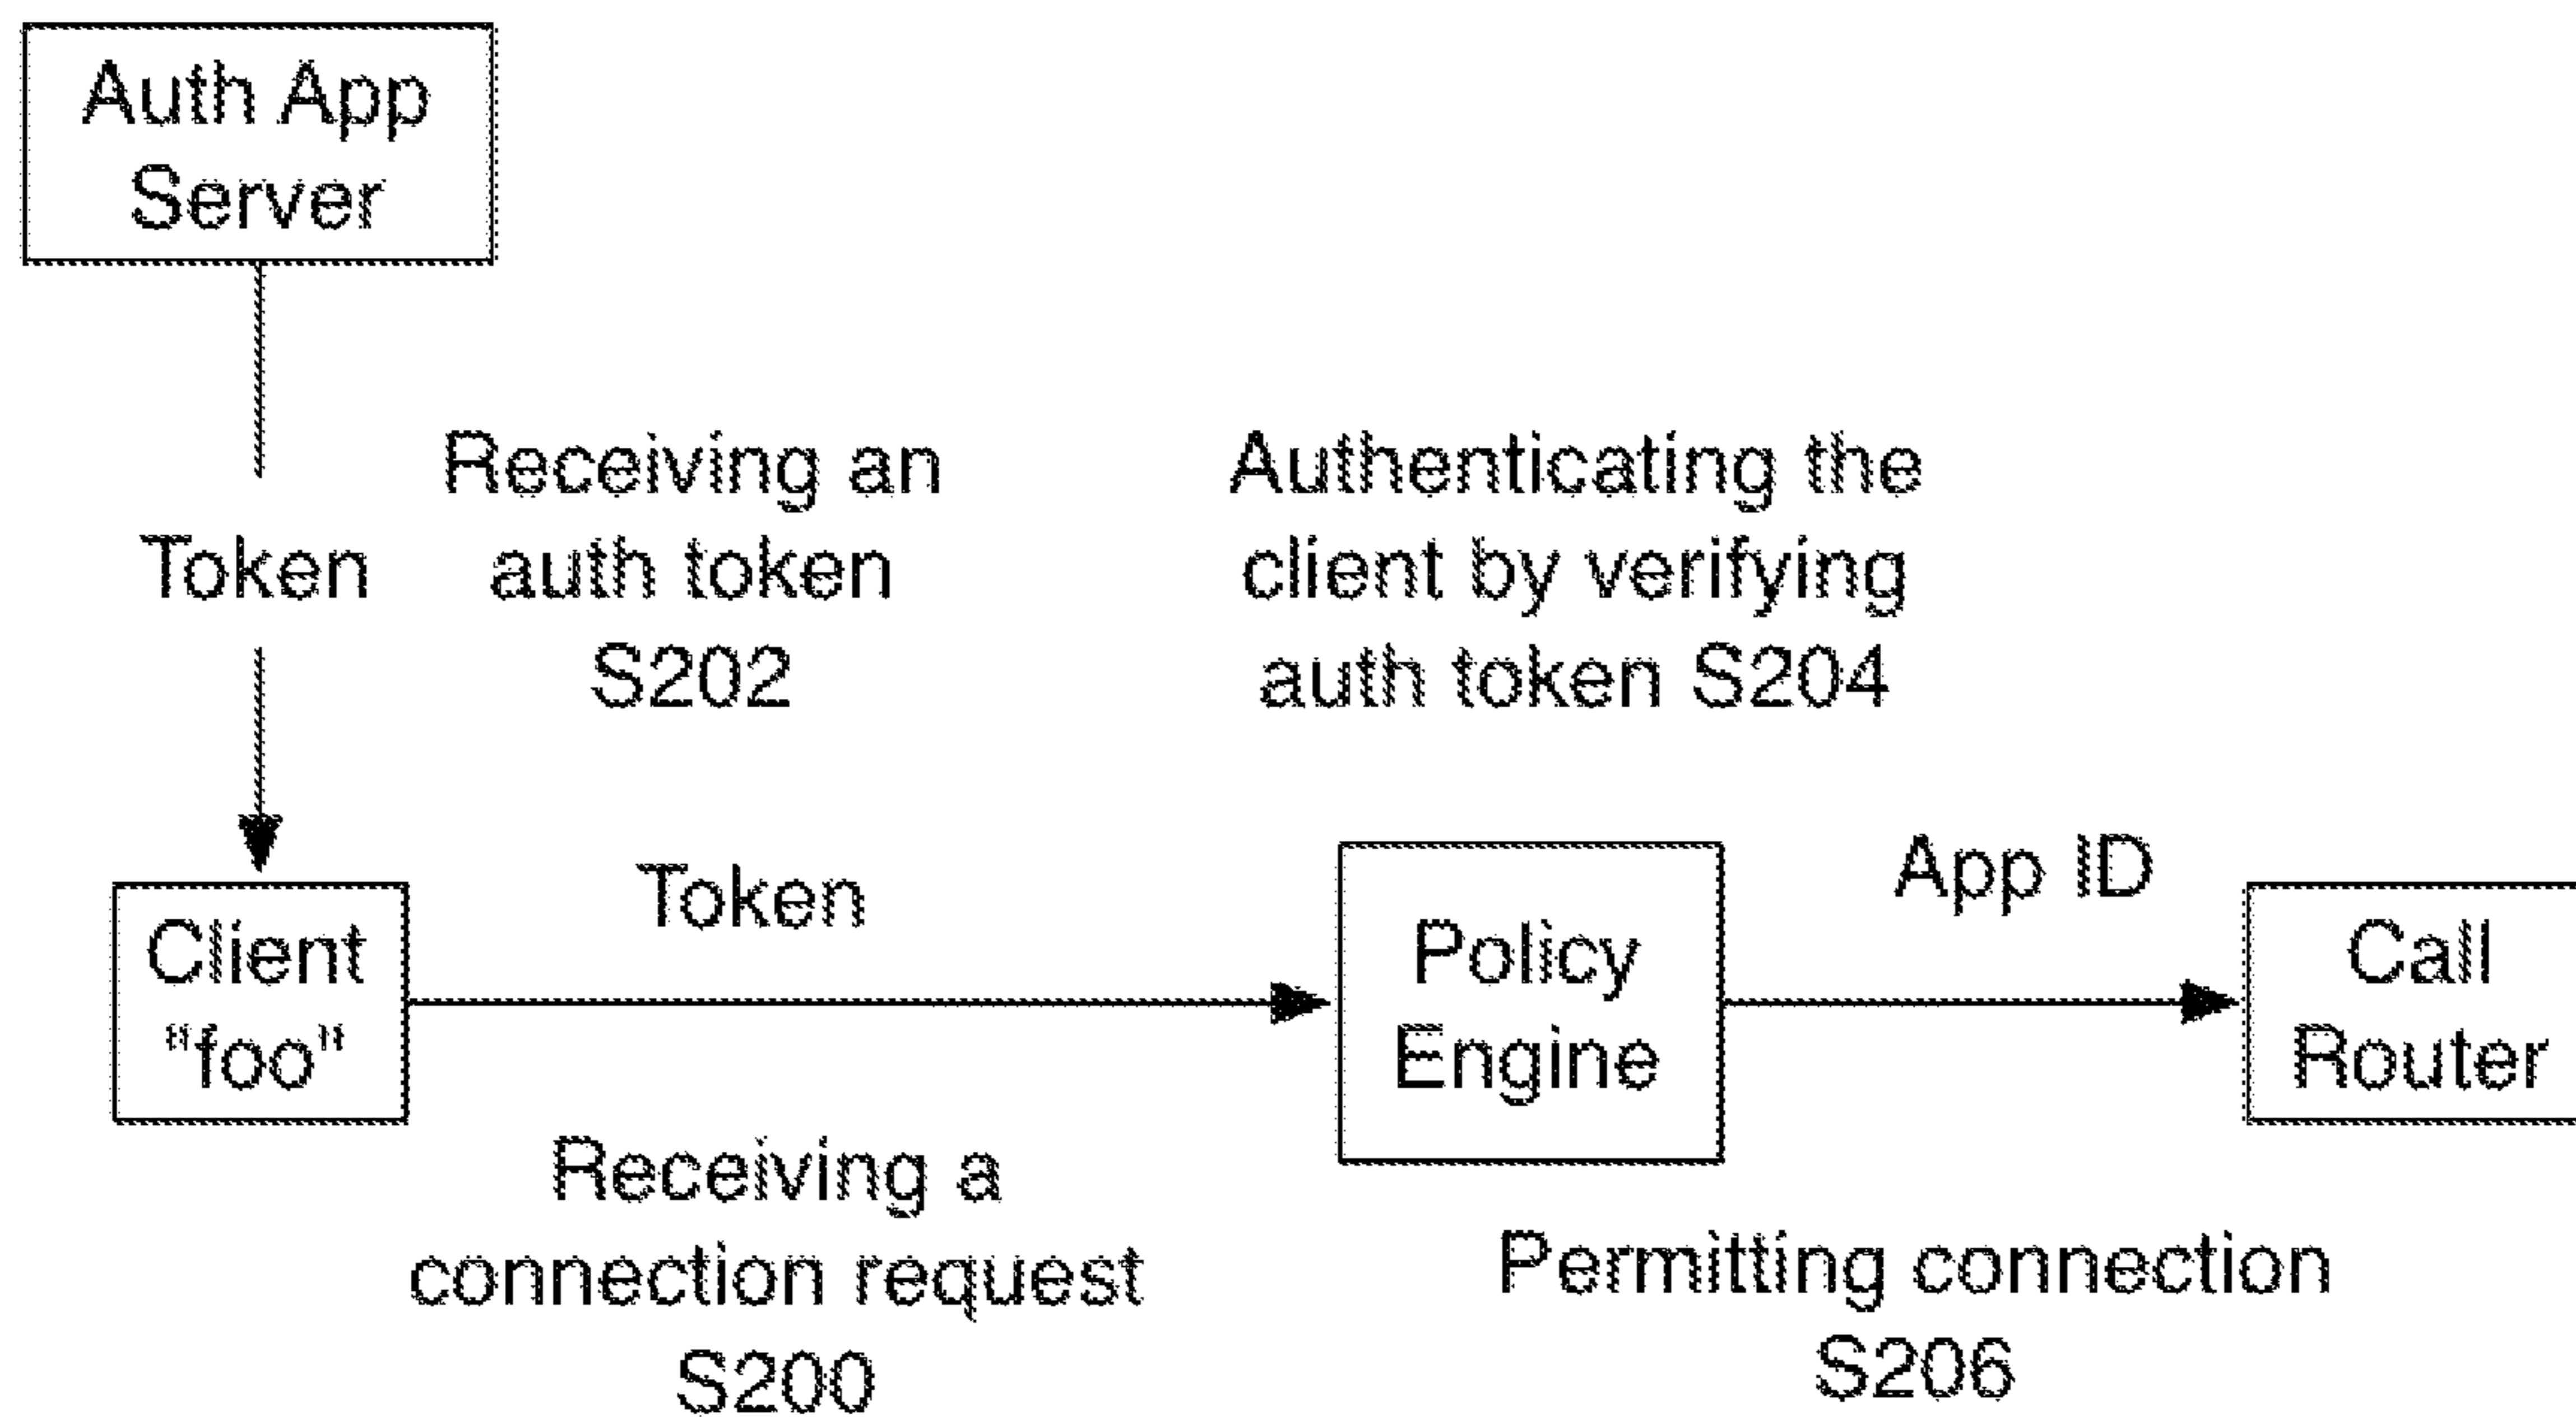 Auth App
Server
Token
Receiving an
auth token
S202
Authenticating the
client by verifying
auth token S204
Client
"foo"
Token
Receiving a
connection request
S200
Policy
Engine
App ID
Permitting connection
S206
Call
Router